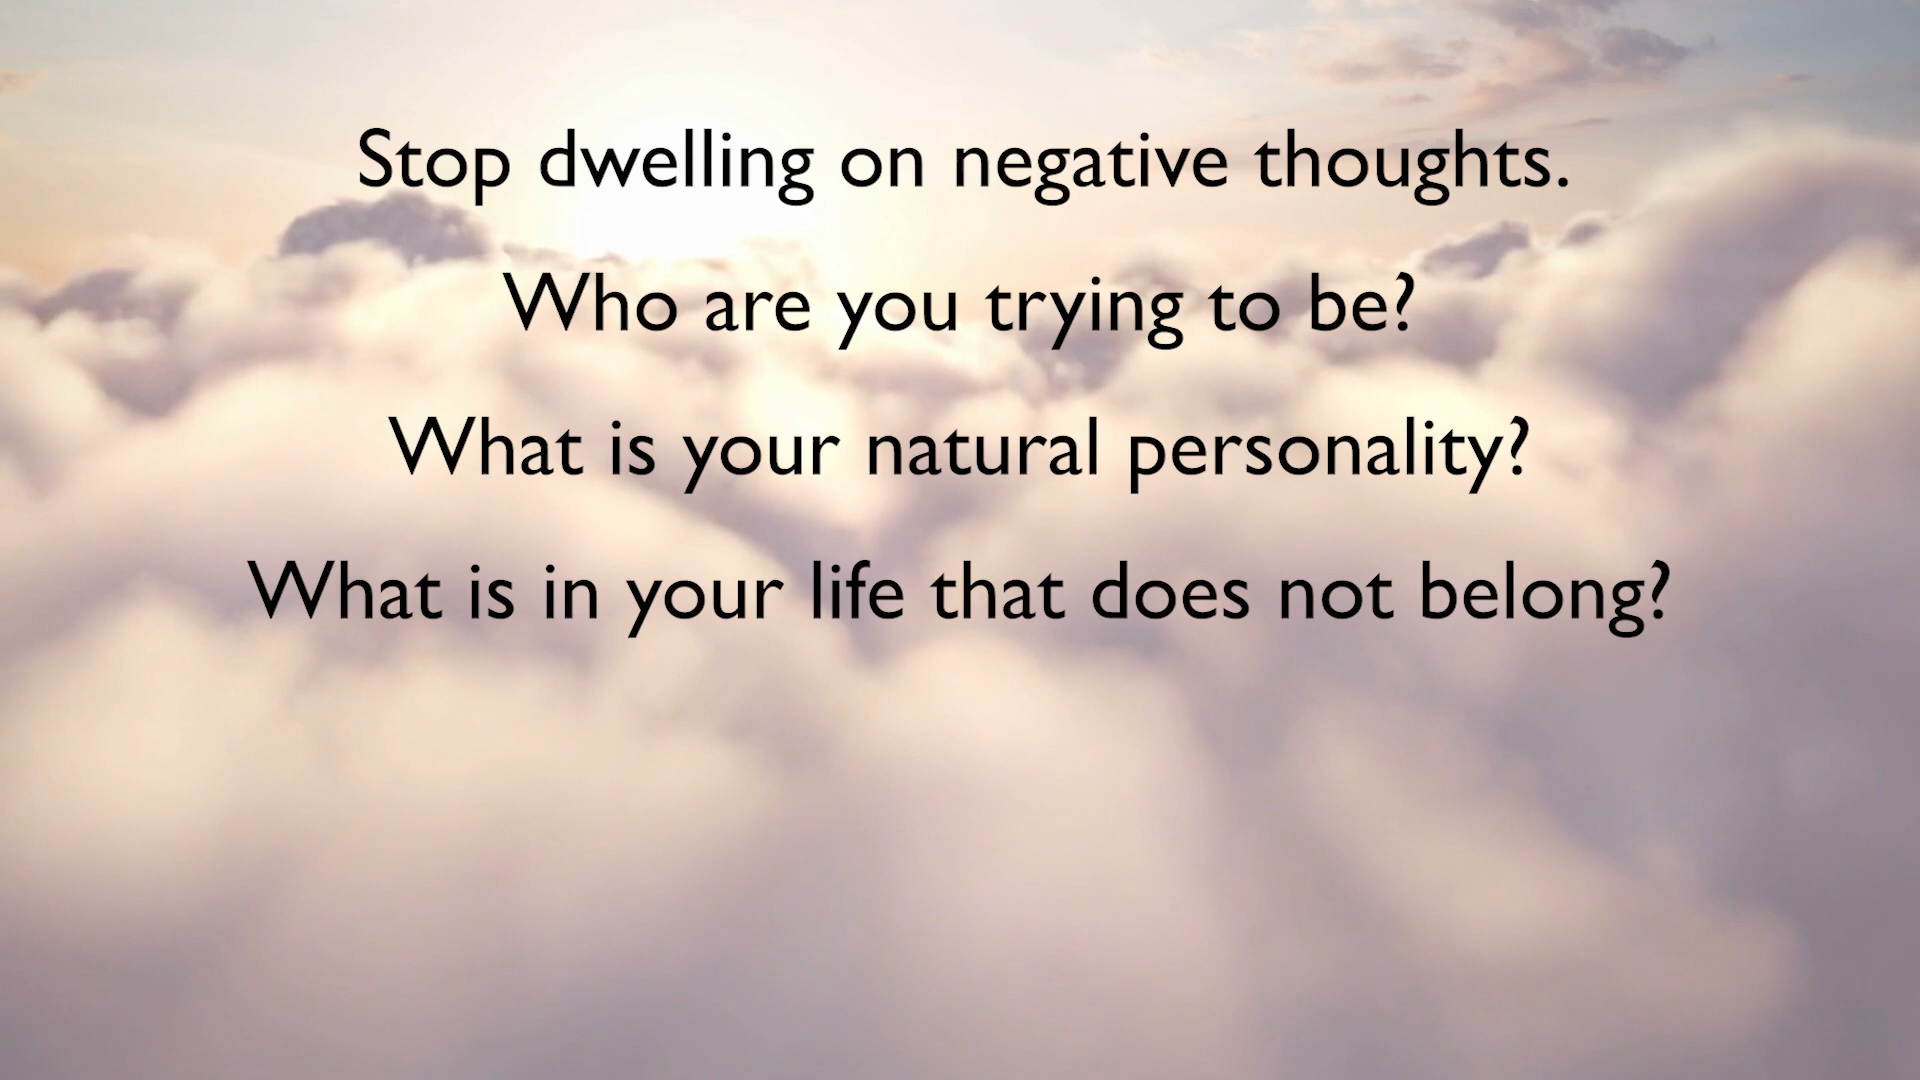 Stop dwelling on negative thoughts.
Who are you trying to be?
What is your natural personality?
What is in your life that does not belong?